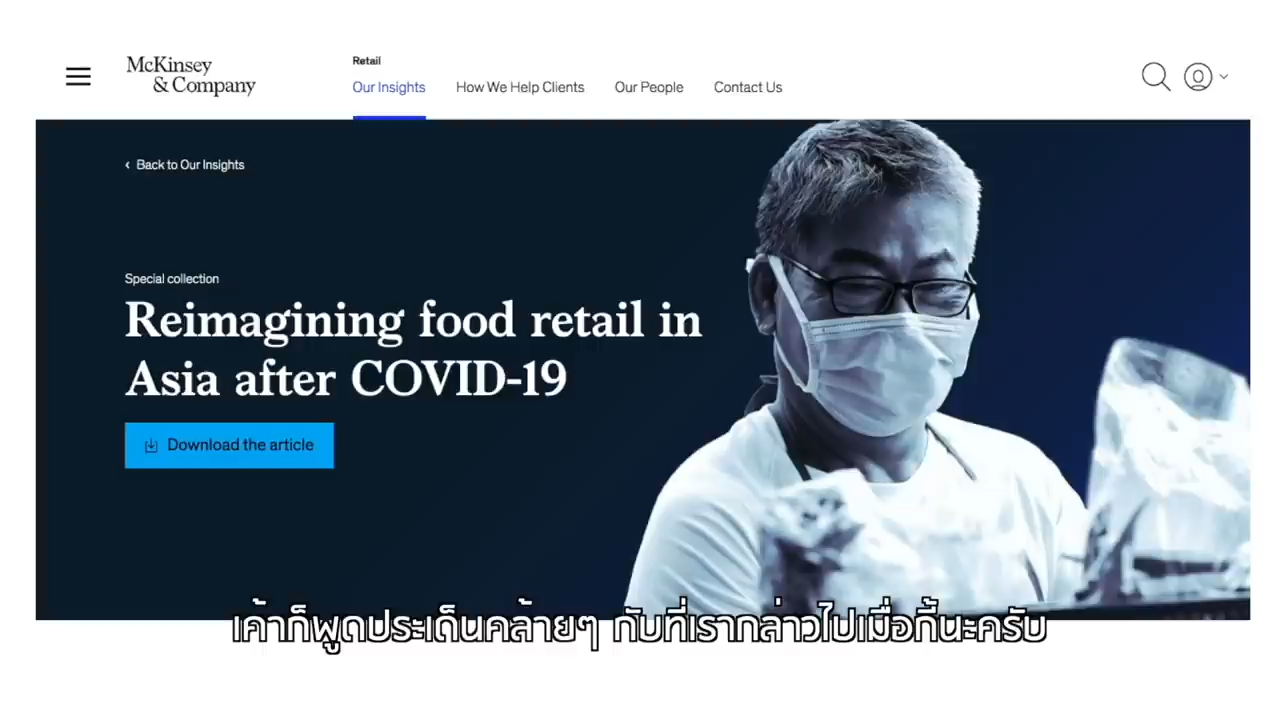 McKinsey
& Company
Retail
Our Insights
How We Help Clients
Our People
Contact Us
Back to Our Insights
Special collection
Reimagining food retail in
Asia after COVID-19
Download the article
เค้าก็พูดประเด็นคล้ายๆ กับที่เรากล่าวไปเมื่อกี้นะครับ